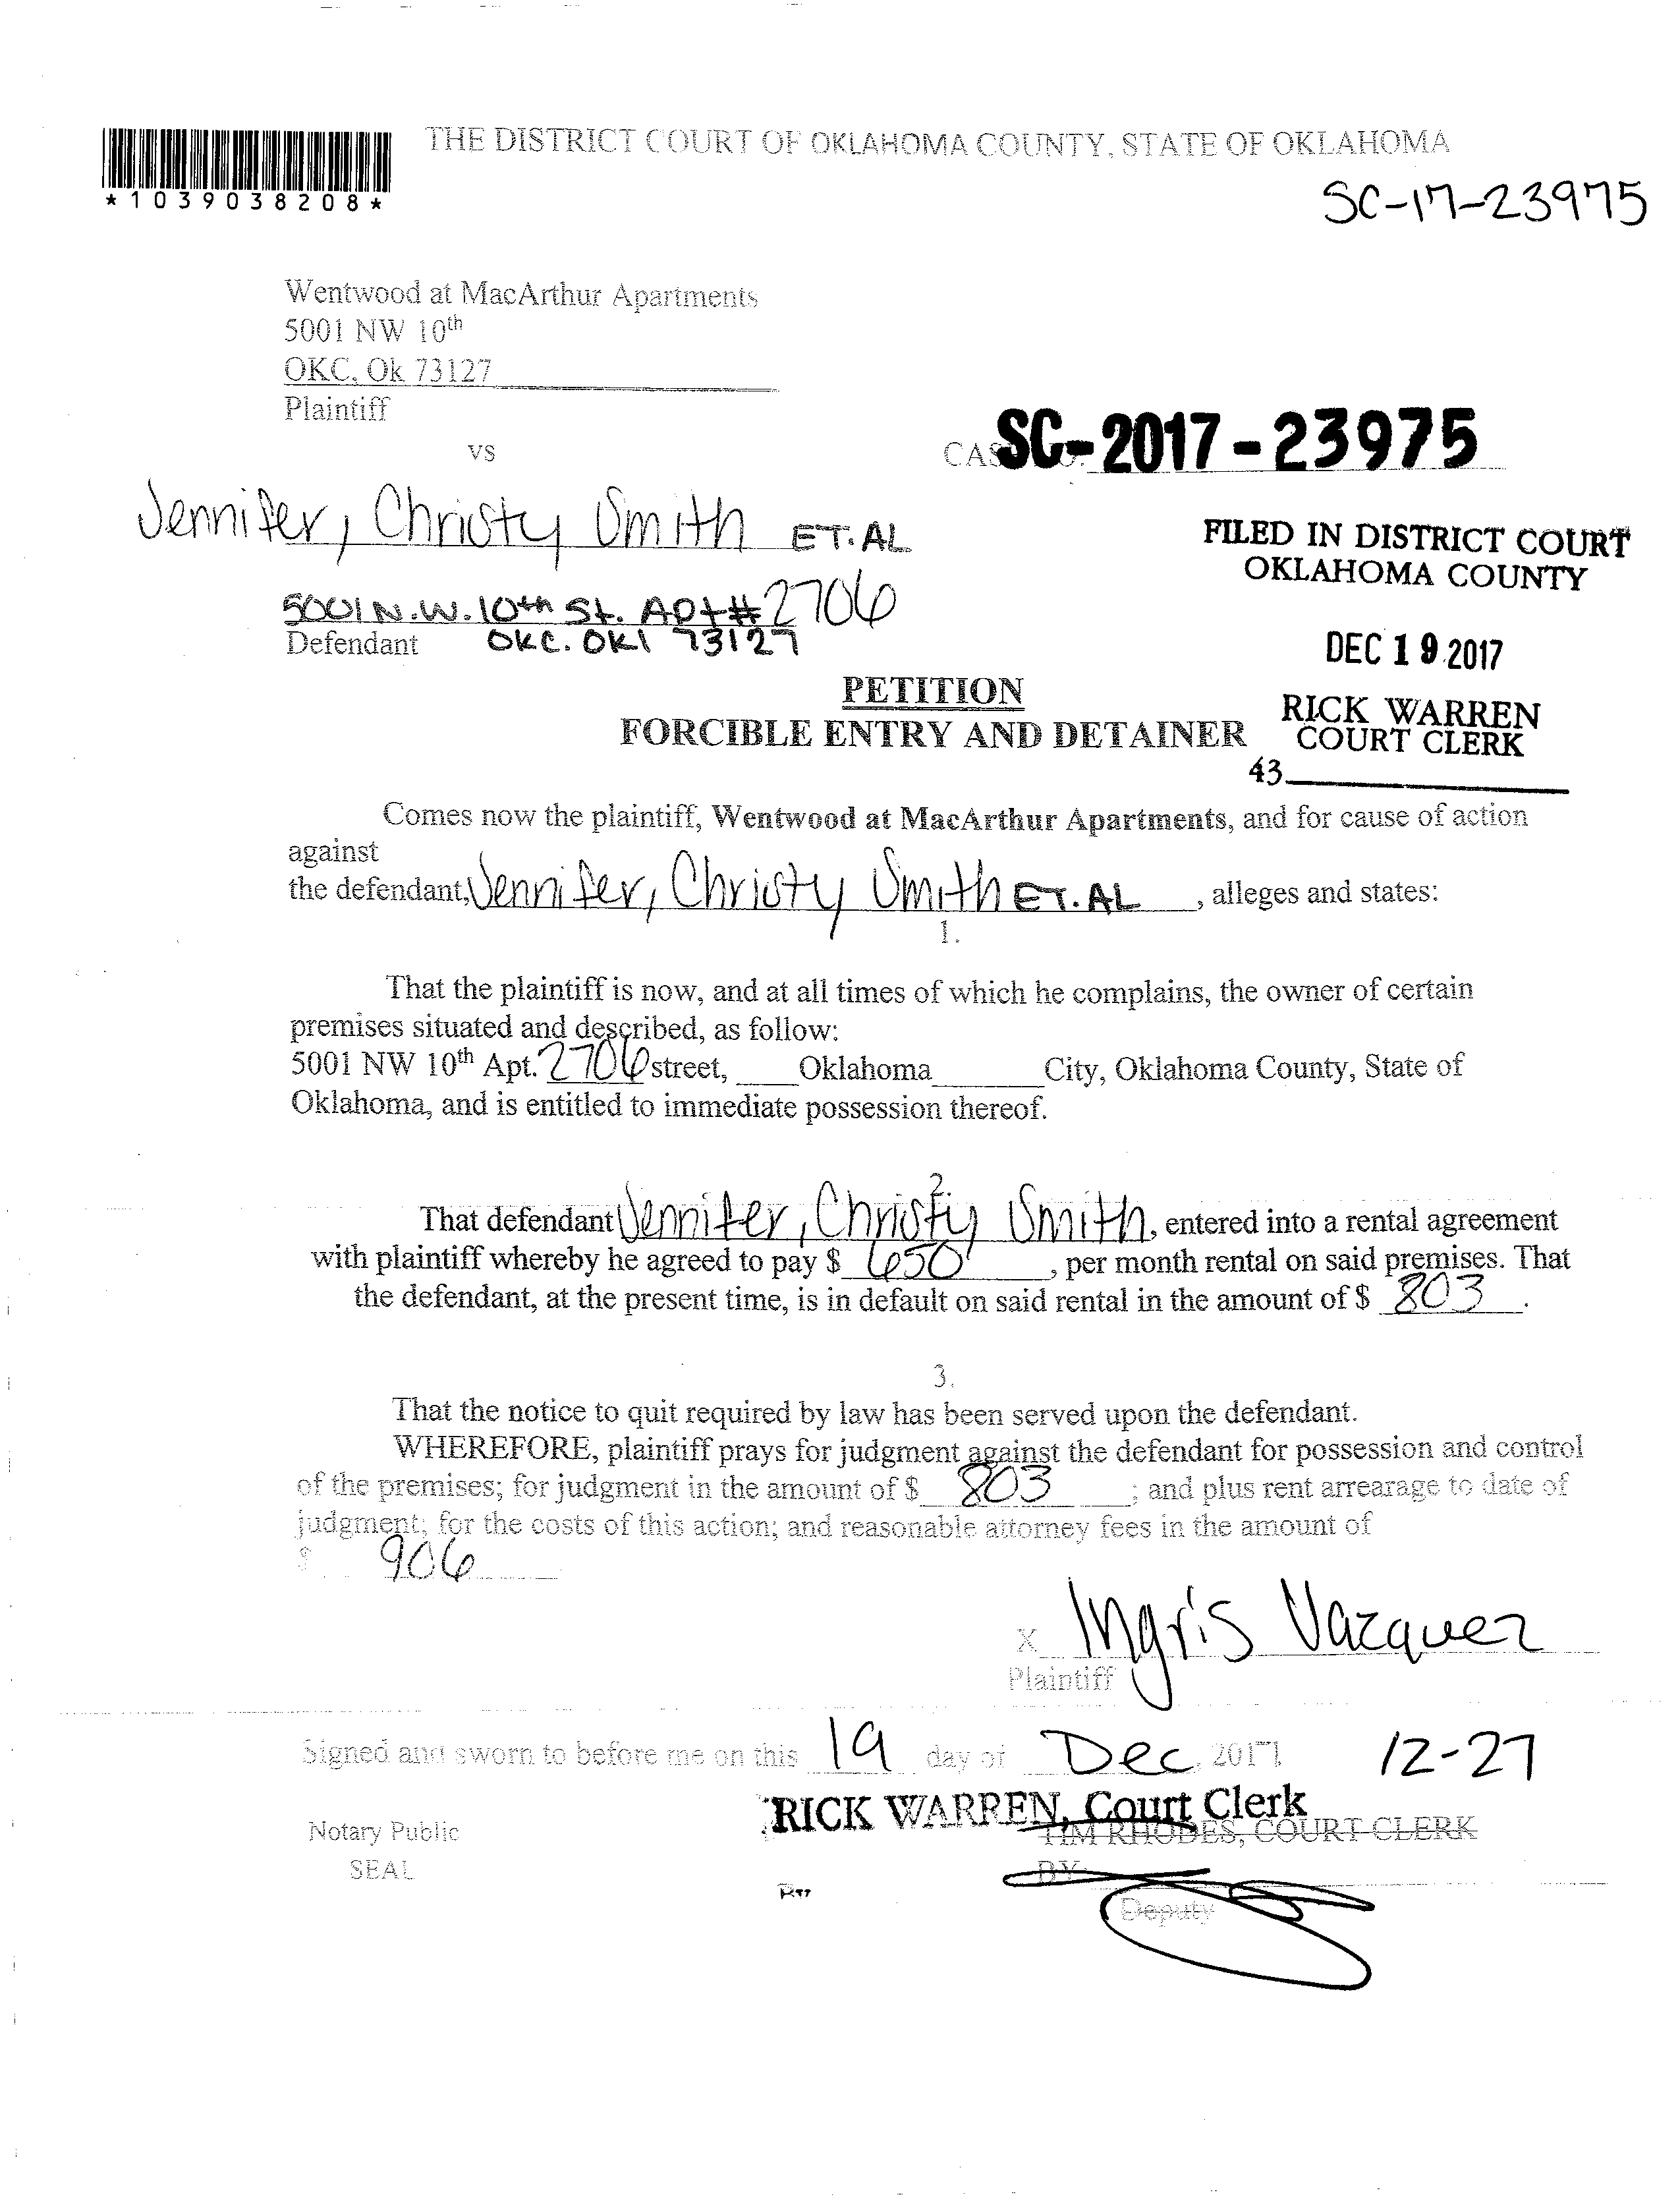 THE DISTRICT COURT OF OKLAHOMA COUNTY, STATE OF OKLAHOMA
*1039038208*
SC-17-23975
Wentwood at MacArthur Apartments
5001 NW 10th
OKC, Ok 73127
Plaintiff
vs
CAS SC-2017-23975
Jennifer, Christy Smith ET. AL
FILED IN DISTRICT COURT
OKLAHOMA COUNTY
5001 N.W. 10th St. Apt# 2706
Defendant OKC. OKl 73127
DEC 19 2017
PETITION
FORCIBLE ENTRY AND DETAINER
RICK WARREN
COURT CLERK
43
Comes now the plaintiff, Wentwood at MacArthur Apartments, and for cause of action
against
the defendant, Jennifer, Christy Smith ET. AL , alleges and states:
1.
That the plaintiff is now, and at all times of which he complains, the owner of certain
premises situated and described, as follow:
5001 NW 10th Apt. 2706 street, Oklahoma City, Oklahoma County, State of
Oklahoma, and is entitled to immediate possession thereof.
2
That defendant Jennifer, Christy Smith, entered into a rental agreement
with plaintiff whereby he agreed to pay $ 650 , per month rental on said premises. That
the defendant, at the present time, is in default on said rental in the amount of $ 803 .
3.
That the notice to quit required by law has been served upon the defendant.
WHEREFORE, plaintiff prays for judgment against the defendant for possession and control
of the premises; for judgment in the amount of $ 803 ; and plus rent arrearage to date of
judgment; for the costs of this action; and reasonable attorney fees in the amount of
$ 906
x Ingris Vazquez
Plaintiff
Signed and sworn to before me on this 19 day of Dec, 2017 12-27
RICK WARREN, Court Clerk
TIM RHODES, COURT CLERK
Notary Public
SEAL
BY
Deputy